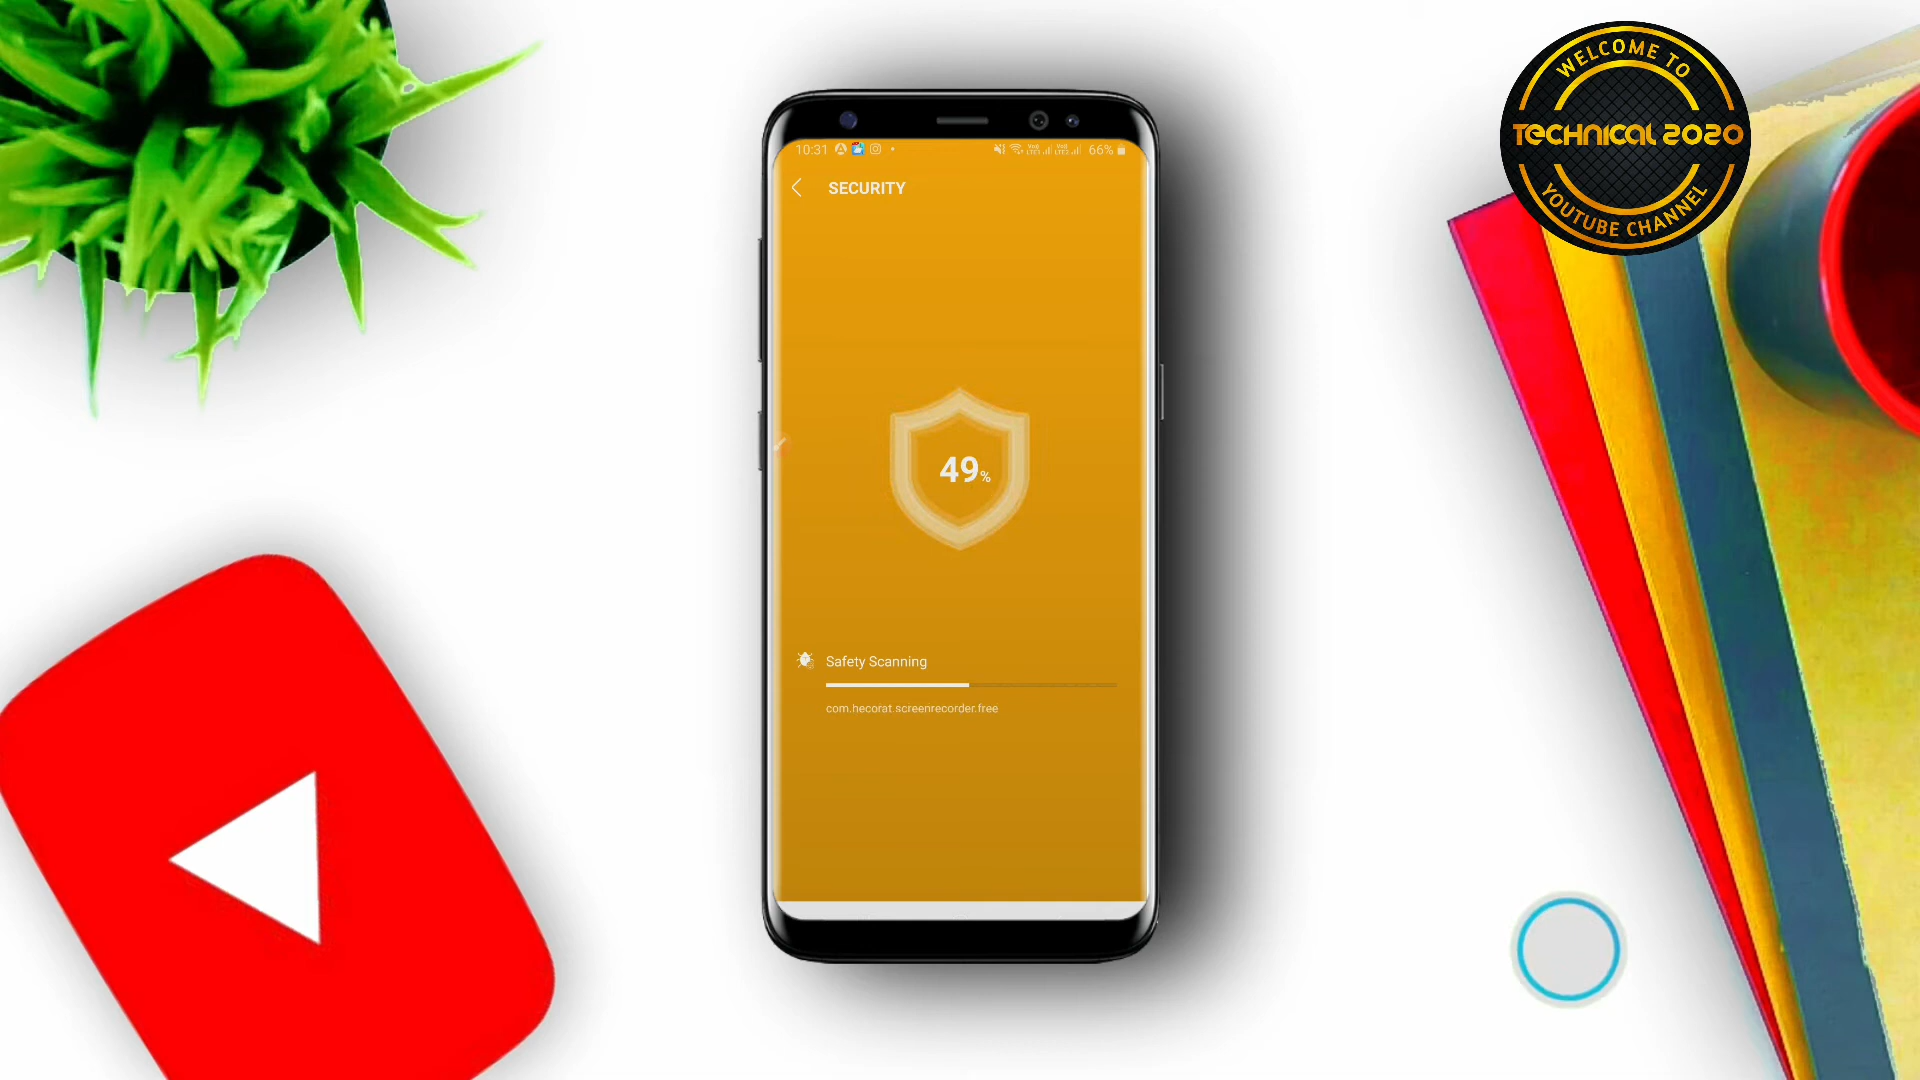 WELCOME TO
TECHNICAL 2020
YOUTUBE CHANNEL
10:31
66%
SECURITY
49%
Safety Scanning
com.hecorat.screenrecorder.free